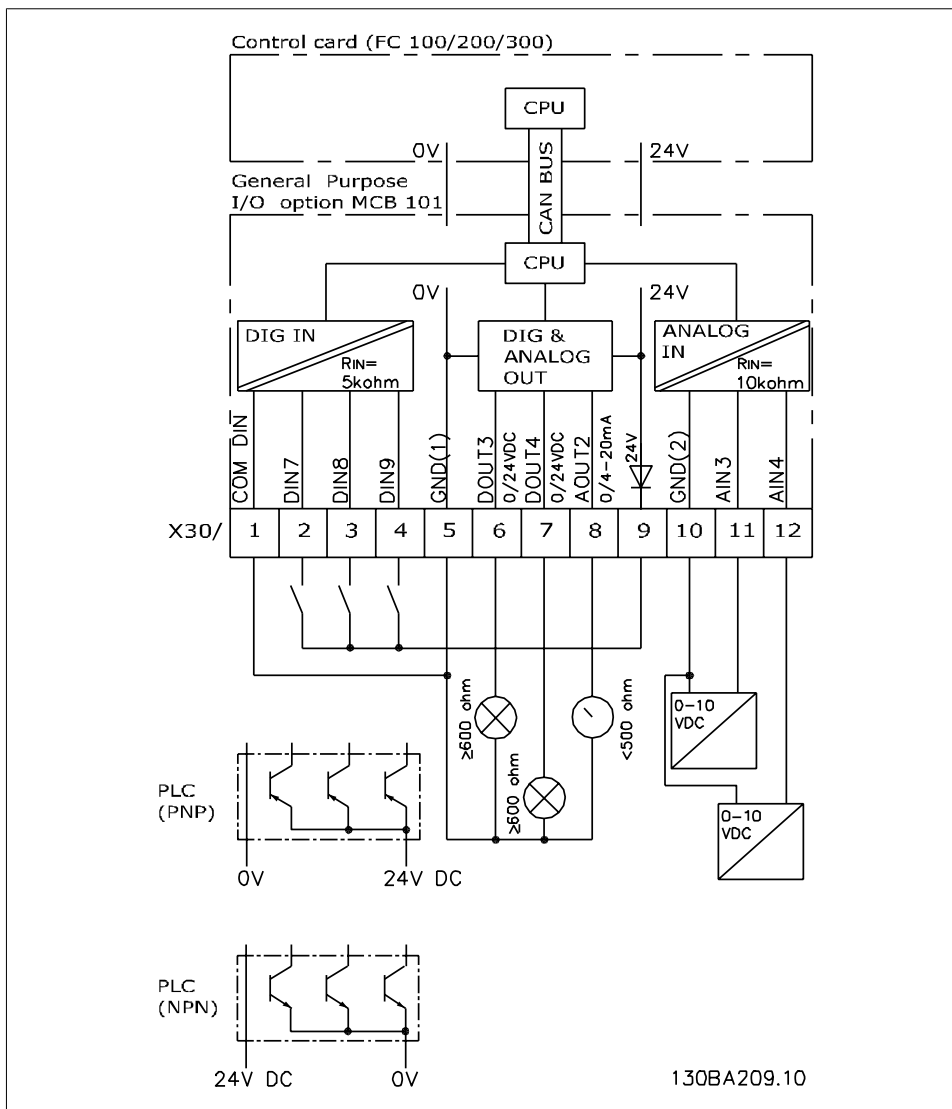 Control card (FC 100/200/300)
CPU
0V
24V
CAN BUS
General Purpose
I/O option MCB 101
CPU
0V
24V
DIG IN
RIN=
5kohm
DIG &
ANALOG
OUT
ANALOG
IN
RIN=
10kohm
COM DIN
DIN7
DIN8
DIN9
GND(1)
DOUT3
0/24VDC
DOUT4
0/24VDC
AOUT2
0/4-20mA
24V
GND(2)
AIN3
AIN4
X30/
1
2
3
4
5
6
7
8
9
10
11
12
≥600 ohm
≥600 ohm
<500 ohm
0-10
VDC
0-10
VDC
PLC
(PNP)
0V
24V DC
PLC
(NPN)
24V DC
0V
130BA209.10